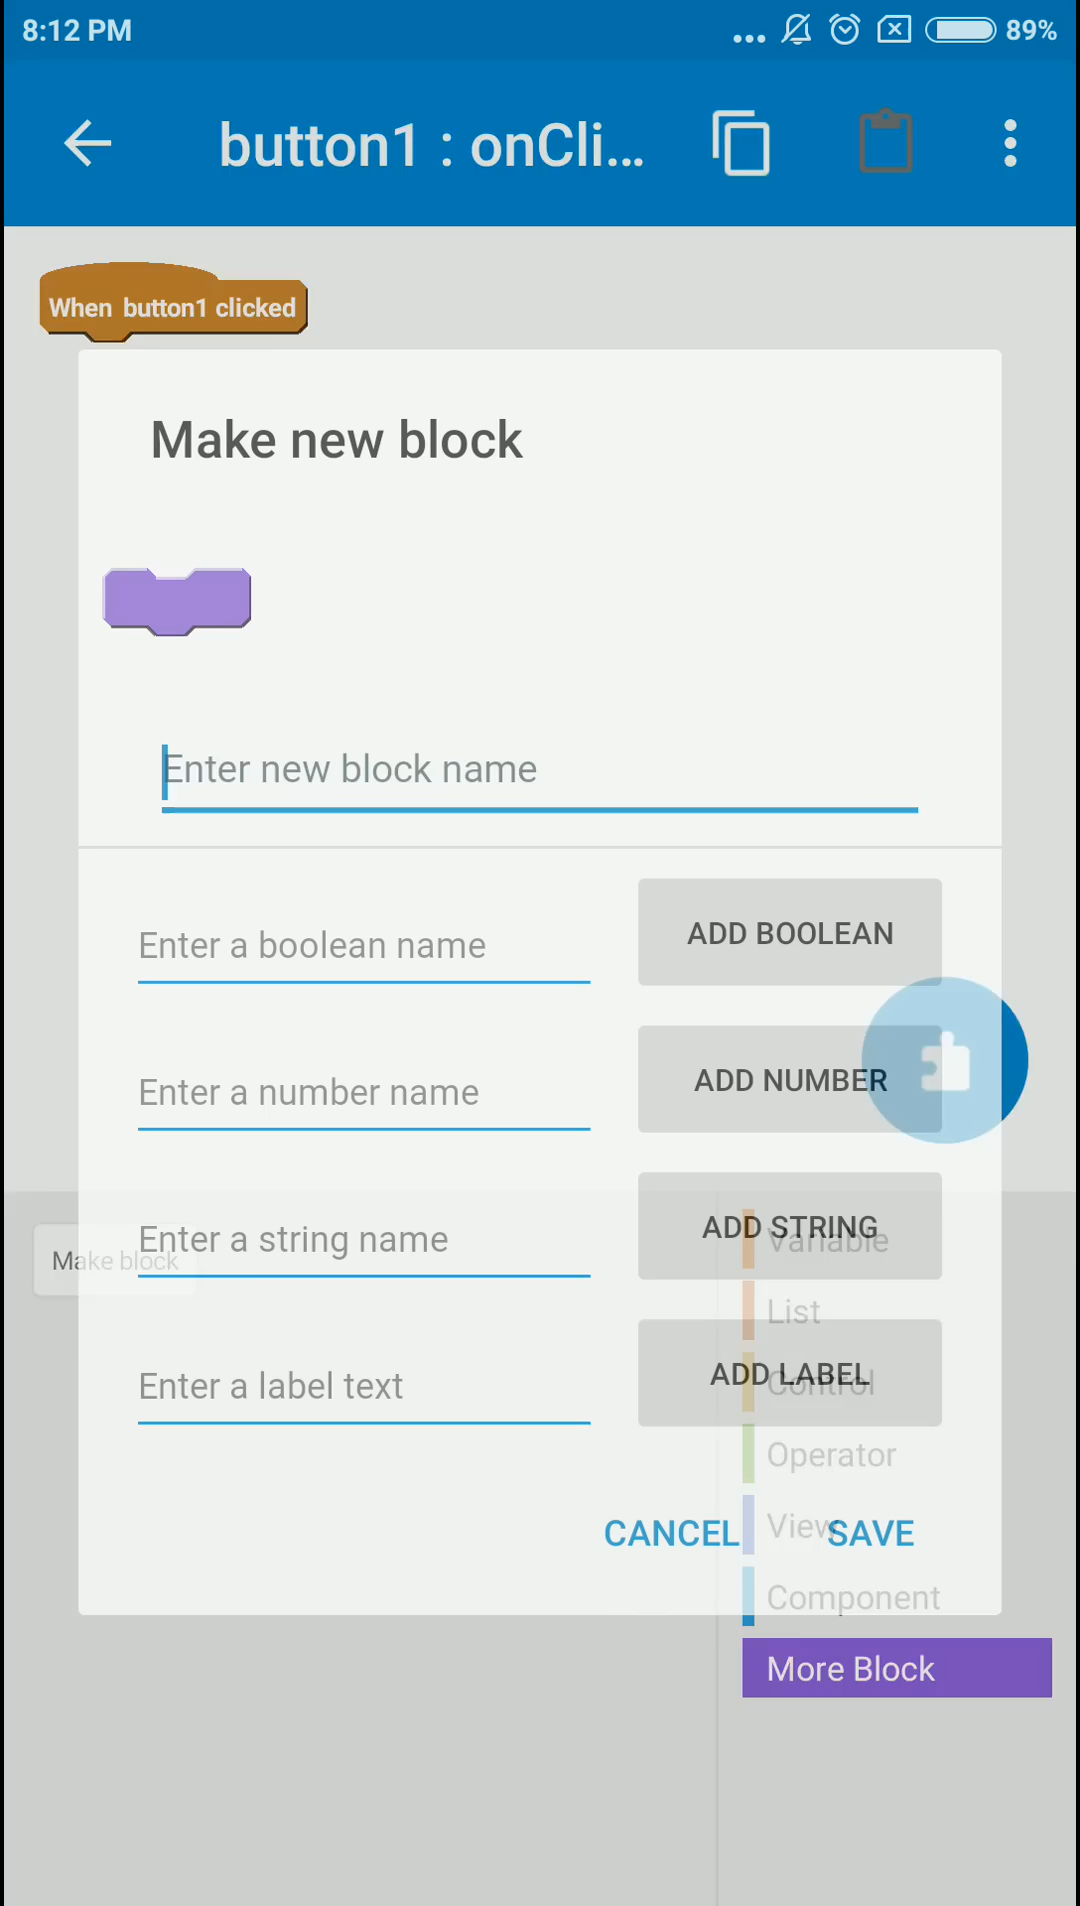 8:12 PM
89%
button1 : onCli...
When button1 clicked
Make new block
Enter new block name
Enter a boolean name
ADD BOOLEAN
Enter a number name
ADD NUMBER
Enter a string name
ADD STRING
Variable
Make block
List
Enter a label text
ADD LABEL
Control
Operator
View
CANCEL
SAVE
Component
More Block